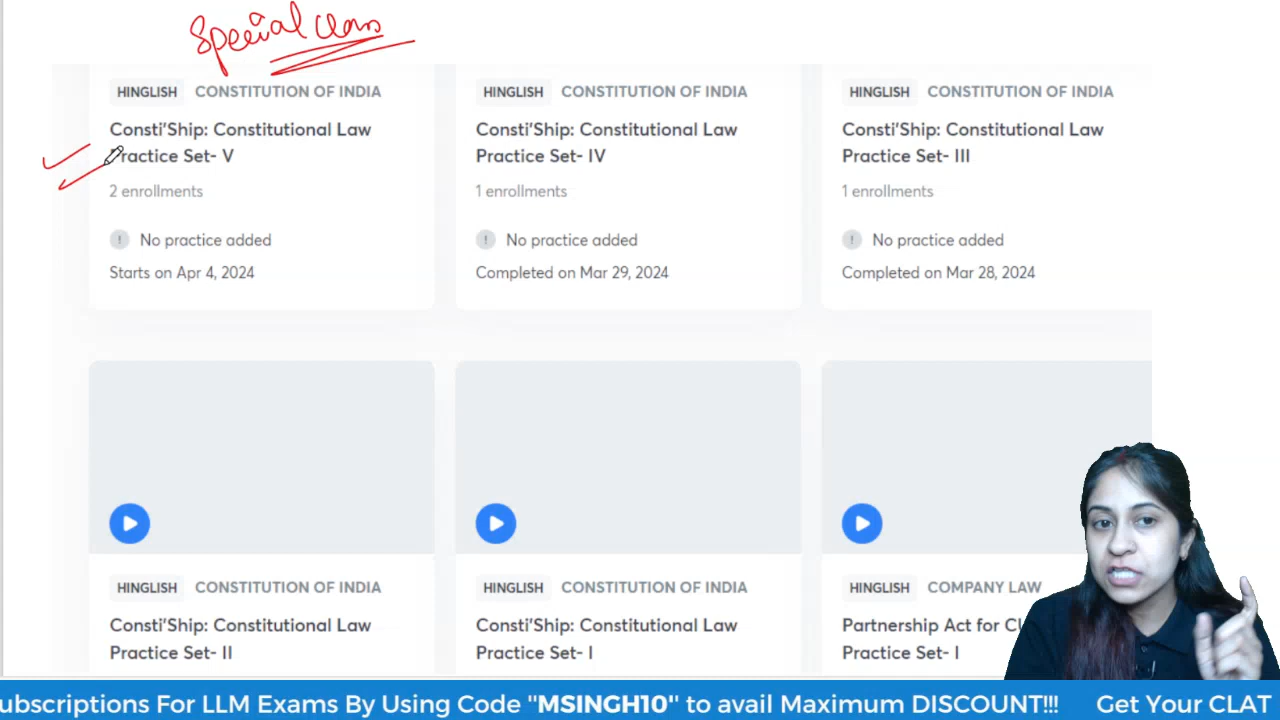 Special Class
HINGLISH CONSTITUTION OF INDIA
Consti'Ship: Constitutional Law
Practice Set- V
2 enrollments
! No practice added
Starts on Apr 4, 2024
HINGLISH CONSTITUTION OF INDIA
Consti'Ship: Constitutional Law
Practice Set- IV
1 enrollments
! No practice added
Completed on Mar 29, 2024
HINGLISH CONSTITUTION OF INDIA
Consti'Ship: Constitutional Law
Practice Set- III
1 enrollments
! No practice added
Completed on Mar 28, 2024
HINGLISH CONSTITUTION OF INDIA
Consti'Ship: Constitutional Law
Practice Set- II
HINGLISH CONSTITUTION OF INDIA
Consti'Ship: Constitutional Law
Practice Set- I
HINGLISH COMPANY LAW
Partnership Act for
Practice Set- I
ubscriptions For LLM Exams By Using Code "MSINGH10" to avail Maximum DISCOUNT!!! Get Your CLAT